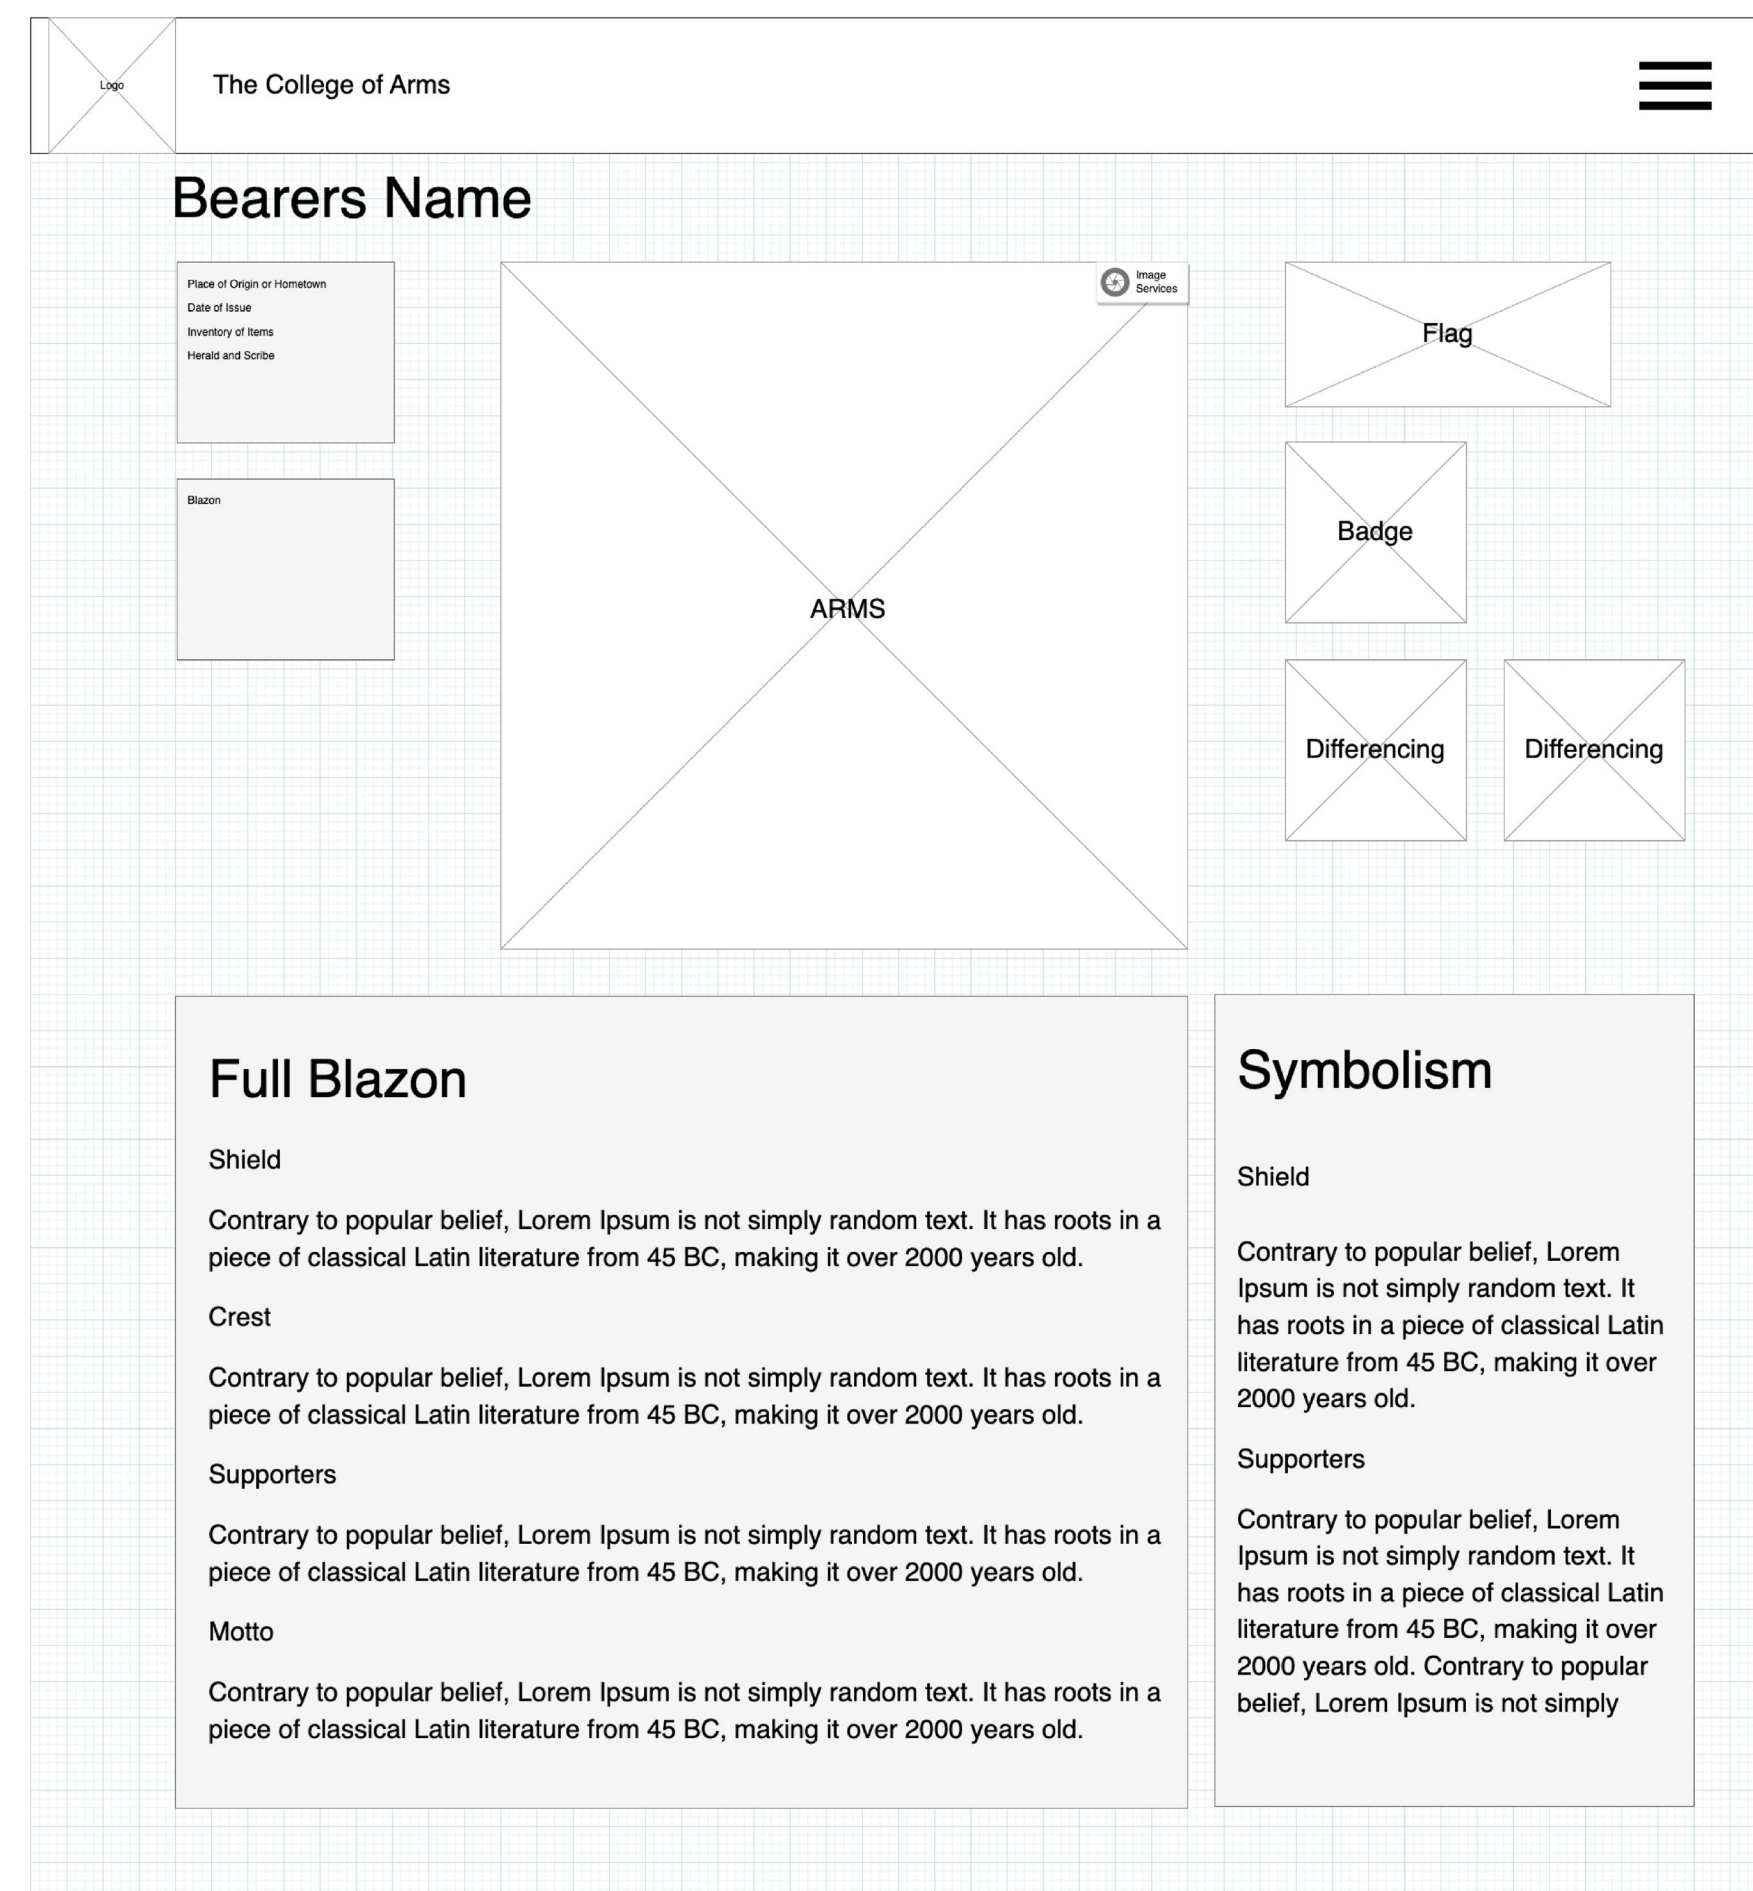 Logo
The College of Arms
Bearers Name
Place of Origin or Hometown
Date of Issue
Inventory of Items
Herald and Scribe
Blazon
Image
Services
ARMS
Flag
Badge
Differencing
Differencing
Full Blazon
Shield
Contrary to popular belief, Lorem Ipsum is not simply random text. It has roots in a
piece of classical Latin literature from 45 BC, making it over 2000 years old.
Crest
Contrary to popular belief, Lorem Ipsum is not simply random text. It has roots in a
piece of classical Latin literature from 45 BC, making it over 2000 years old.
Supporters
Contrary to popular belief, Lorem Ipsum is not simply random text. It has roots in a
piece of classical Latin literature from 45 BC, making it over 2000 years old.
Motto
Contrary to popular belief, Lorem Ipsum is not simply random text. It has roots in a
piece of classical Latin literature from 45 BC, making it over 2000 years old.
Symbolism
Shield
Contrary to popular belief, Lorem
Ipsum is not simply random text. It
has roots in a piece of classical Latin
literature from 45 BC, making it over
2000 years old.
Supporters
Contrary to popular belief, Lorem
Ipsum is not simply random text. It
has roots in a piece of classical Latin
literature from 45 BC, making it over
2000 years old. Contrary to popular
belief, Lorem Ipsum is not simply